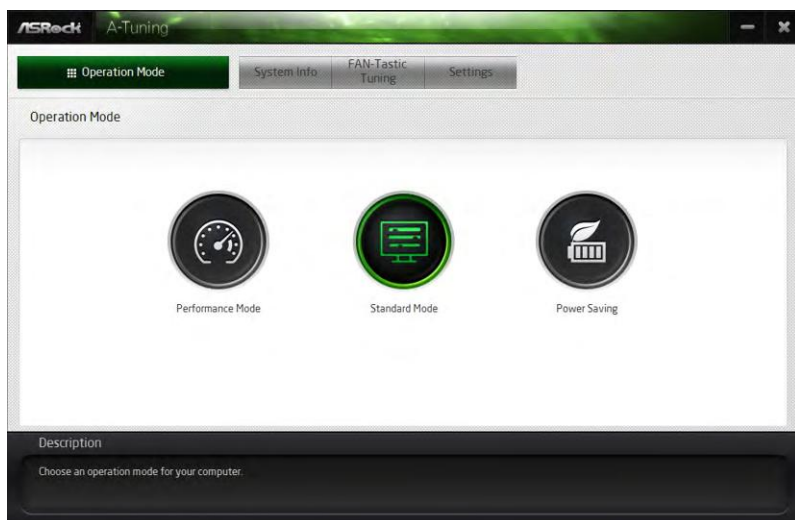 ASRock A-Tuning
Operation Mode
System Info
FAN-Tastic
Tuning
Settings
Operation Mode
Performance Mode
Standard Mode
Power Saving
Description
Choose an operation mode for your computer.